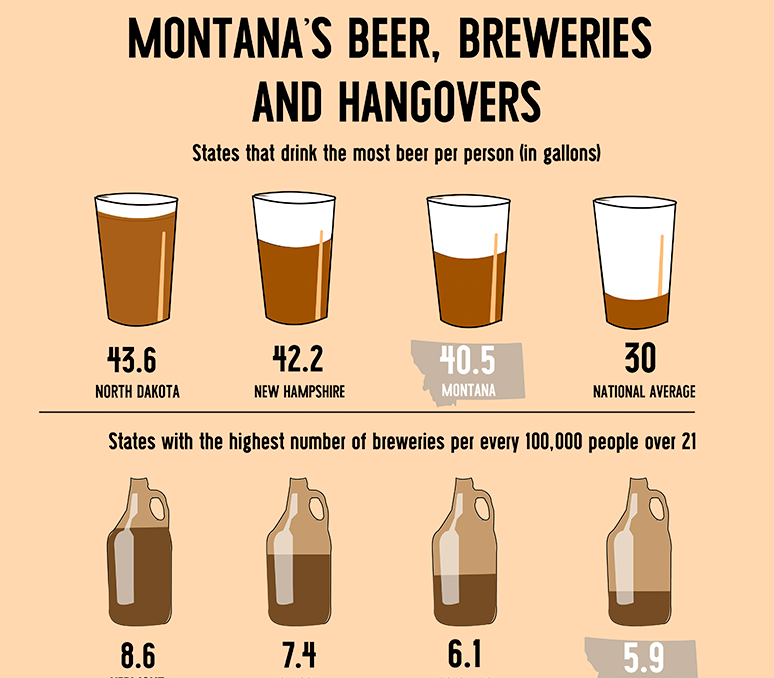 MONTANA'S BEER, BREWERIES
AND HANGOVERS
States that drink the most beer per person (in gallons)
43.6 42.2 40.5 30
NORTH DAKOTA NEW HAMPSHIRE MONTANA NATIONAL AVERAGE
States with the highest number of breweries per every 100,000 people over 21
8.6 7.4 6.1 5.9